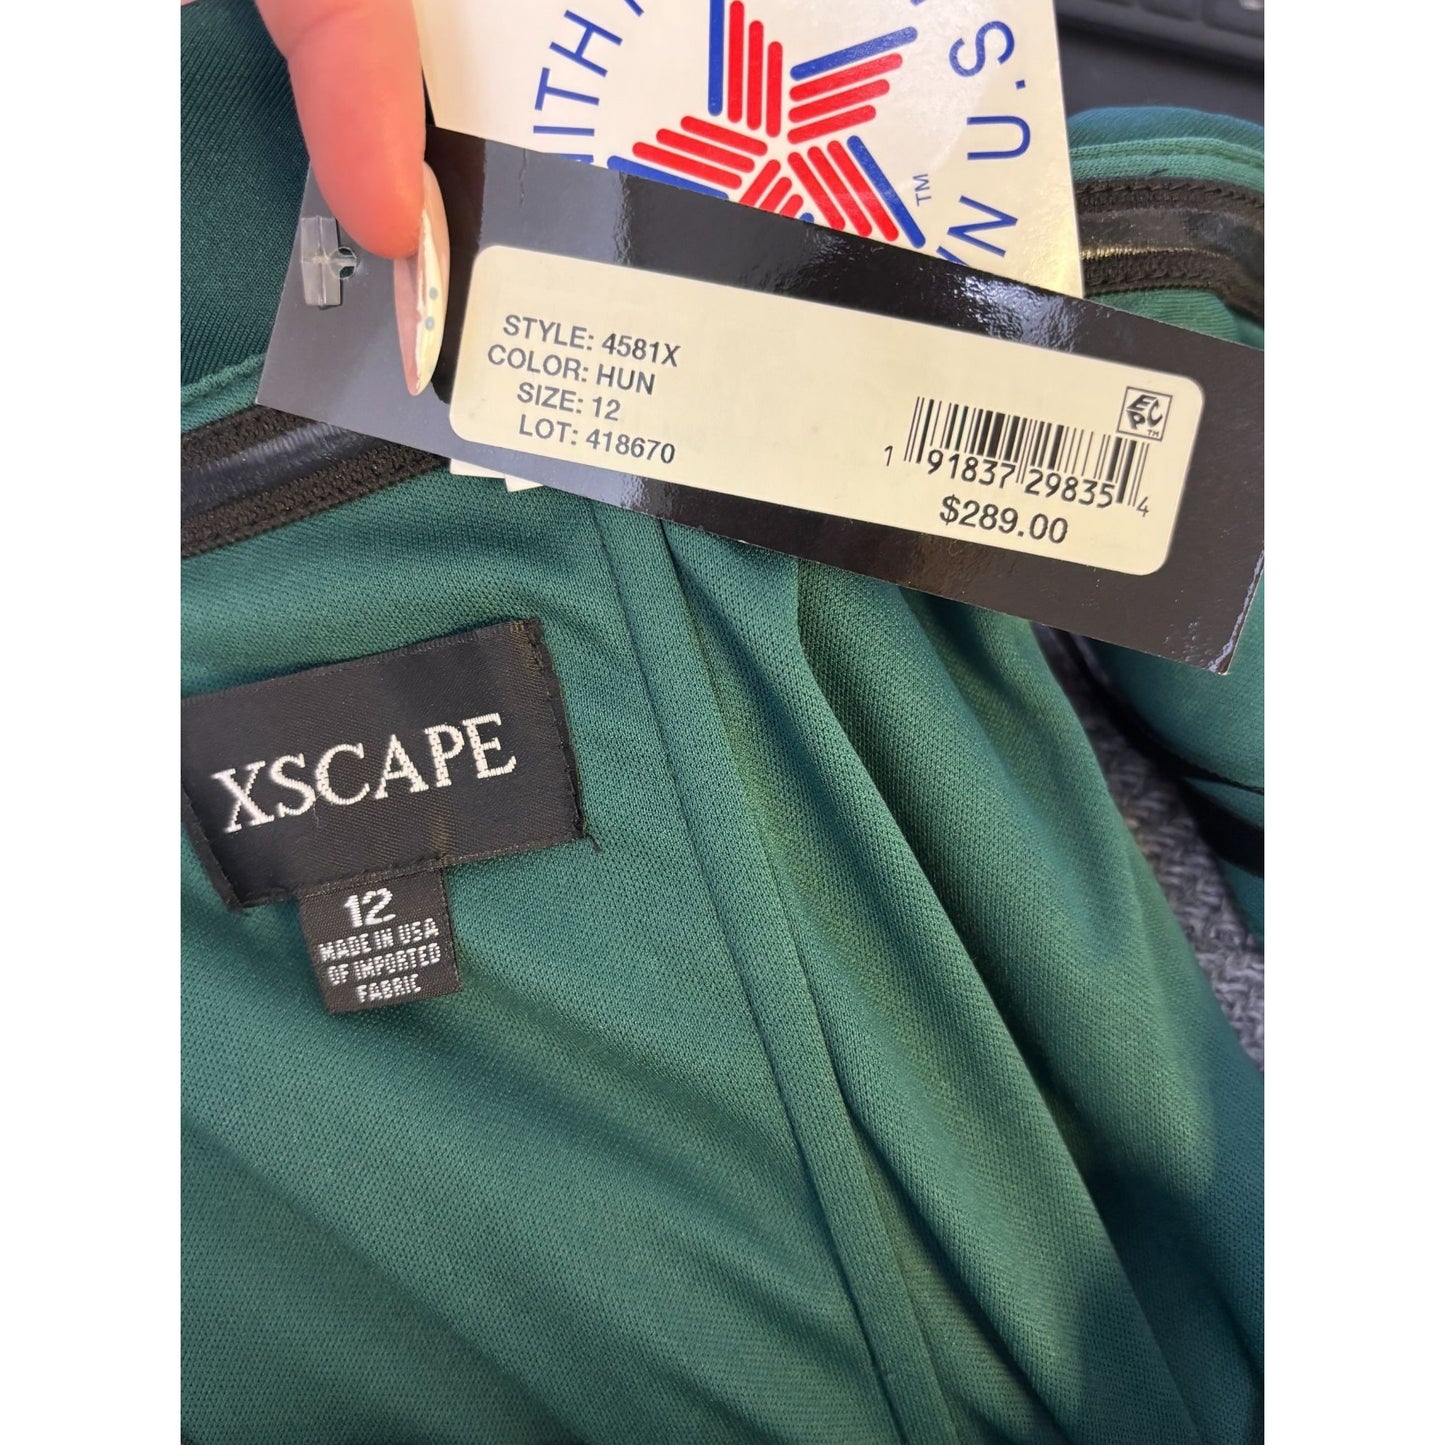 U.S.
TM
STYLE: 4581X
COLOR: HUN
SIZE: 12
LOT: 418670
1 91837 29835 4
$289.00
XSCAPE
12
MADE IN USA
OF IMPORTED
FABRIC